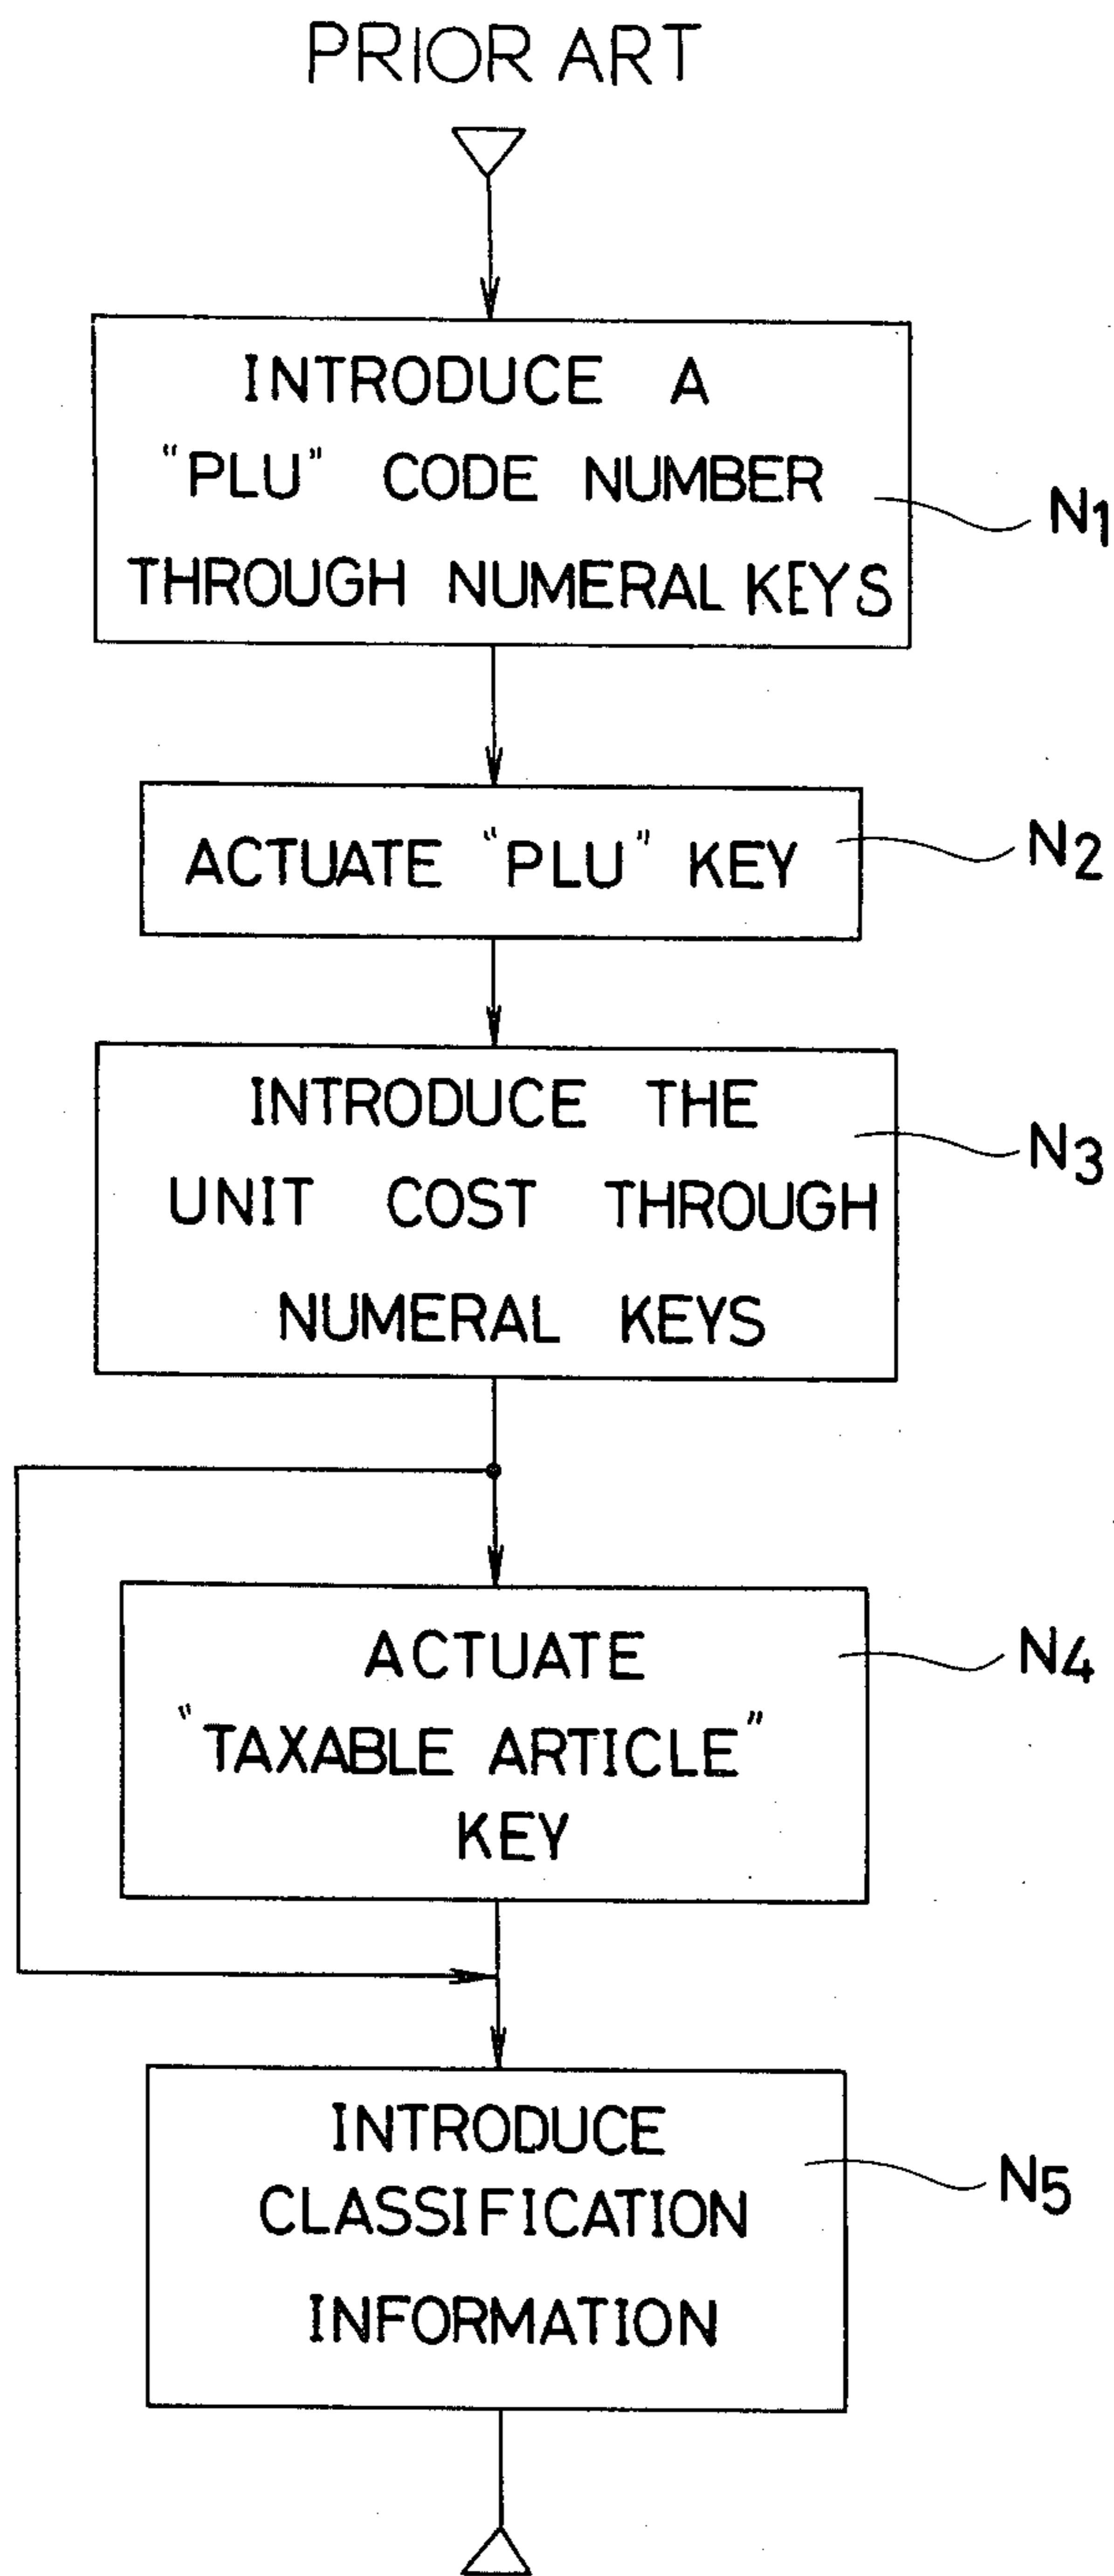 PRIOR ART
INTRODUCE A
"PLU" CODE NUMBER
THROUGH NUMERAL KEYS
N1
ACTUATE "PLU" KEY
N2
INTRODUCE THE
UNIT COST THROUGH
NUMERAL KEYS
N3
ACTUATE
"TAXABLE ARTICLE"
KEY
N4
INTRODUCE
CLASSIFICATION
INFORMATION
N5